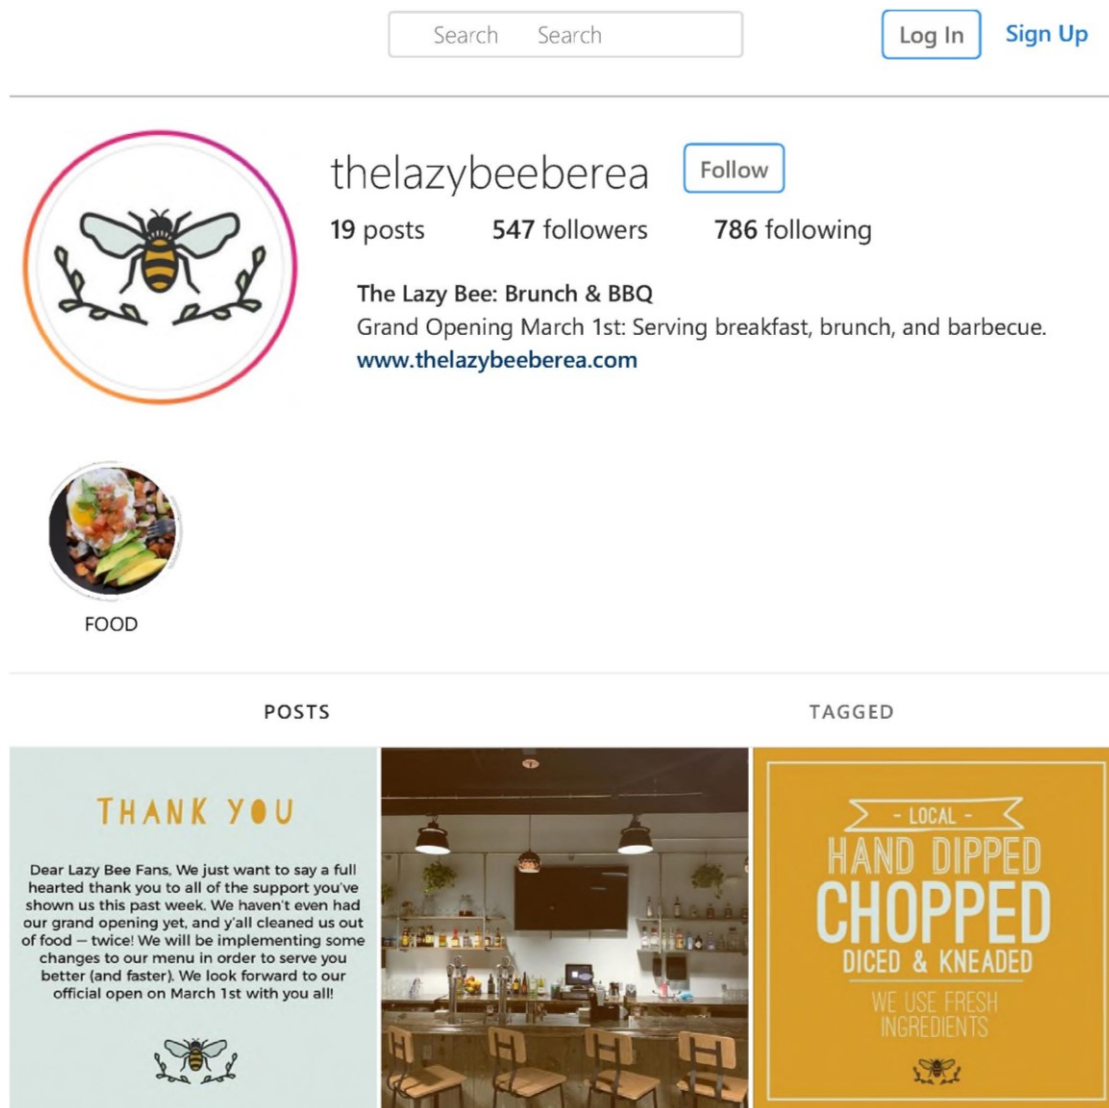 Search Search
Log In
Sign Up
thelazybeeberea
Follow
19 posts 547 followers 786 following
The Lazy Bee: Brunch & BBQ
Grand Opening March 1st: Serving breakfast, brunch, and barbecue.
www.thelazybeeberea.com
FOOD
POSTS
TAGGED
THANK YOU
Dear Lazy Bee Fans, We just want to say a full
hearted thank you to all of the support you've
shown us this past week. We haven't even had
our grand opening yet, and y'all cleaned us out
of food — twice! We will be implementing some
changes to our menu in order to serve you
better (and faster). We look forward to our
official open on March 1st with you all!
- LOCAL -
HAND DIPPED
CHOPPED
DICED & KNEADED
WE USE FRESH
INGREDIENTS